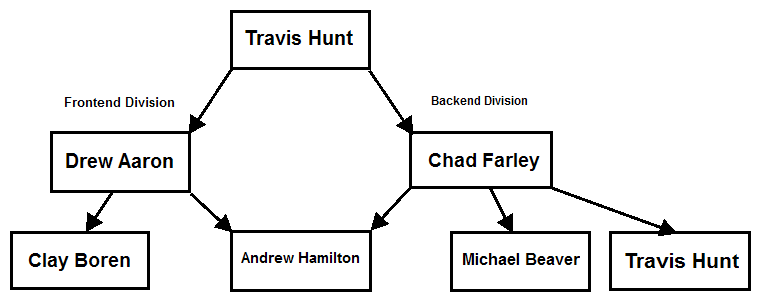 Travis Hunt
Frontend Division
Backend Division
Drew Aaron
Chad Farley
Clay Boren
Andrew Hamilton
Michael Beaver
Travis Hunt